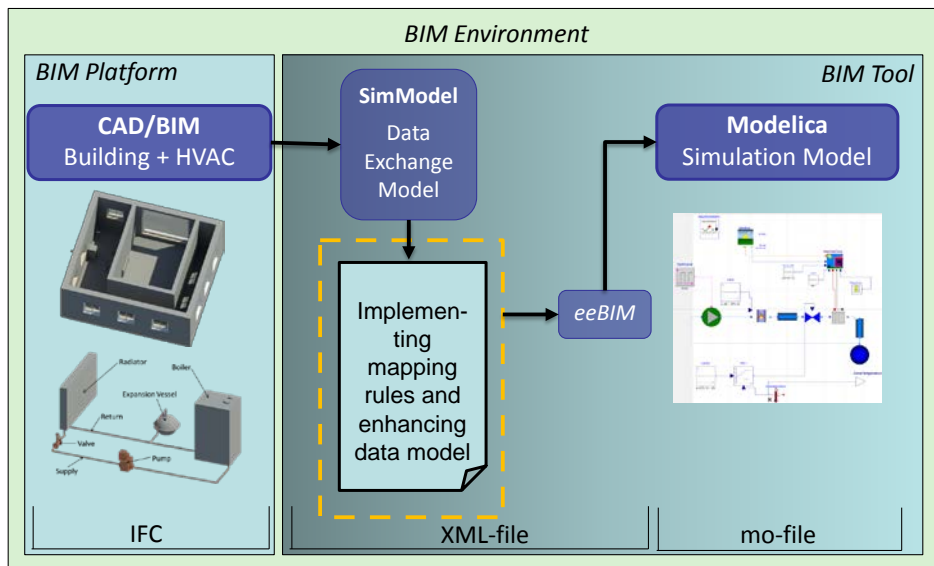 BIM Environment
BIM Platform
BIM Tool
CAD/BIM
Building + HVAC
SimModel
Data
Exchange
Model
Modelica
Simulation Model
Implemen-
ting
mapping
rules and
enhancing
data model
eeBIM
Radiator
Boiler
Expansion Vessel
Return
Valve
Pump
Supply
IFC
XML-file
mo-file